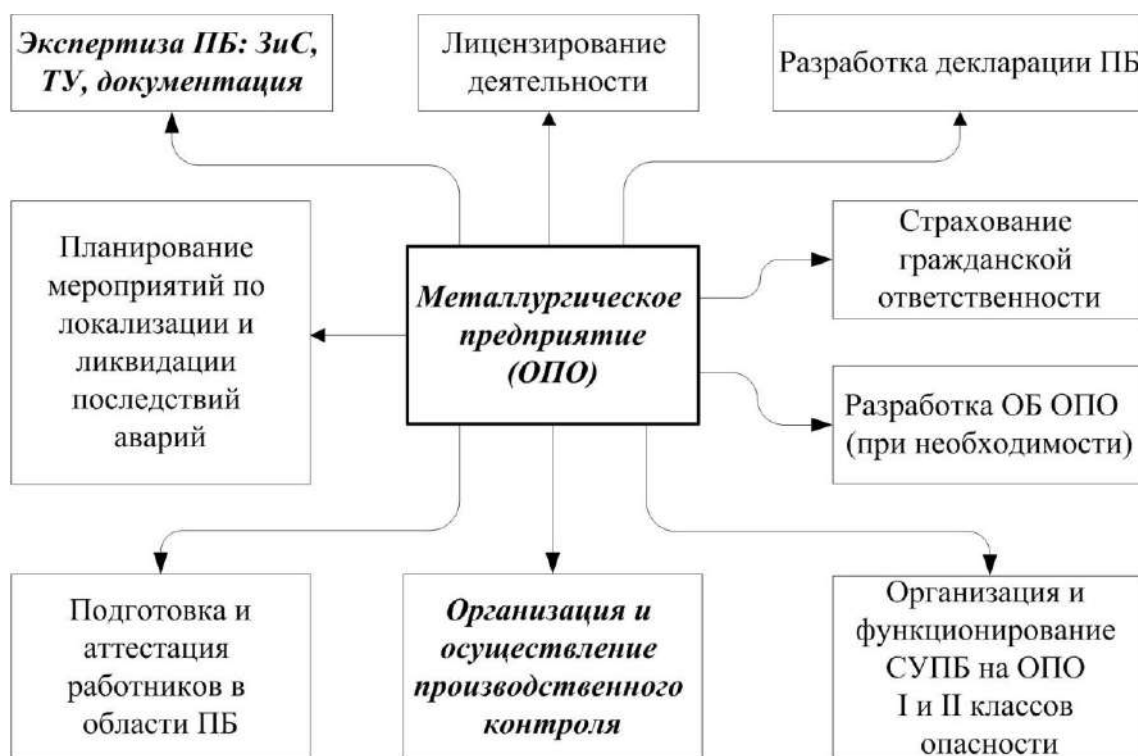 Экспертиза ПБ: ЗиС,
ТУ, документация
Лицензирование
деятельности
Разработка декларации ПБ
Планирование
мероприятий по
локализации и
ликвидации
последствий
аварий
Металлургическое
предприятие
(ОПО)
Страхование
гражданской
ответственности
Разработка ОБ ОПО
(при необходимости)
Подготовка и
аттестация
работников в
области ПБ
Организация и
осуществление
производственного
контроля
Организация и
функционирование
СУПБ на ОПО
I и II классов
опасности